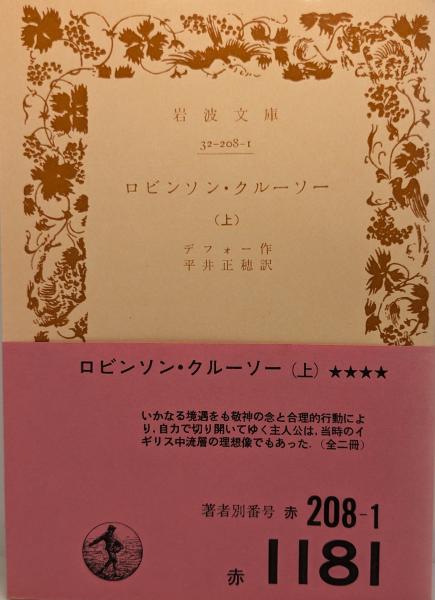 岩波文庫
32-208-1
ロビンソン・クルーソー
（上）
デフォー作
平井正穂訳
ロビンソン・クルーソー（上）★★★★
いかなる境遇をも敬神の念と合理的行動によ
り，自力で切り開いてゆく主人公は，当時のイ
ギリス中流層の理想像でもあった．（全二冊）
著者別番号 赤 208-1
赤 1181